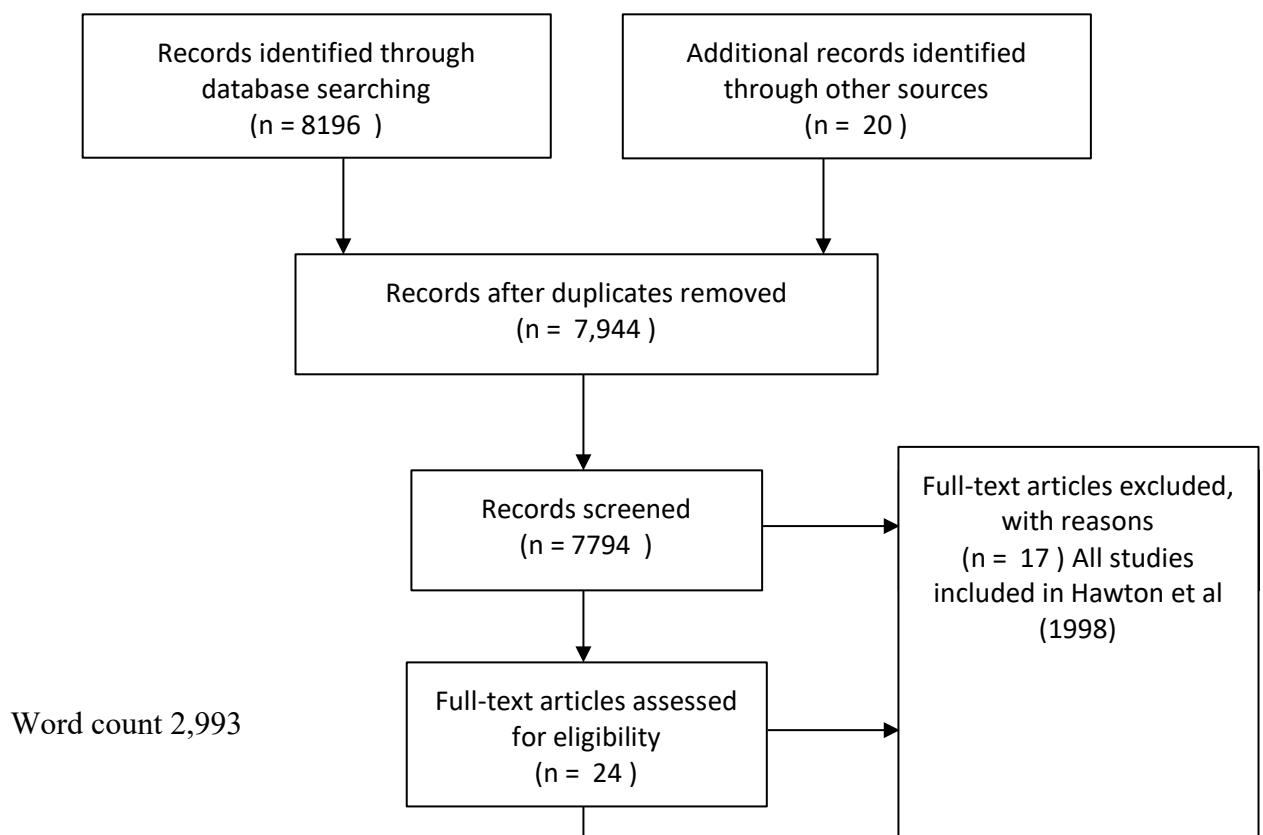 Records identified through
database searching
(n = 8196  )
Additional records identified
through other sources
(n =  20 )
Records after duplicates removed
(n =  7,944 )
Records screened
(n = 7794  )
Full-text articles excluded,
with reasons
(n =  17 ) All studies
included in Hawton et al
(1998)
Full-text articles assessed
for eligibility
(n =  24 )
Word count 2,993